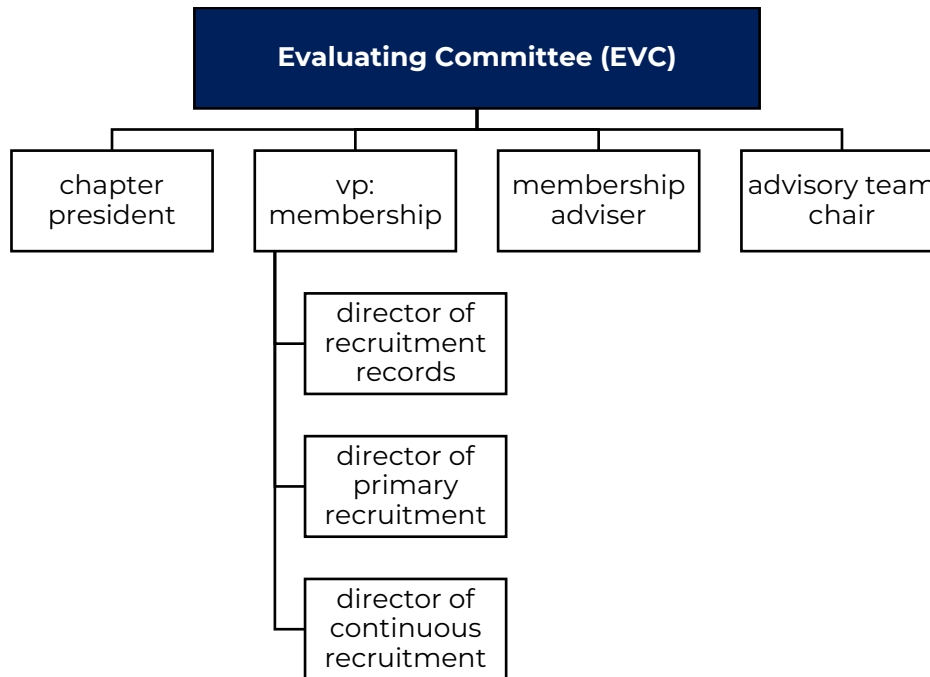 Evaluating Committee (EVC)
chapter
president
vp:
membership
membership
adviser
advisory team
chair
director of
recruitment
records
director of
primary
recruitment
director of
continuous
recruitment